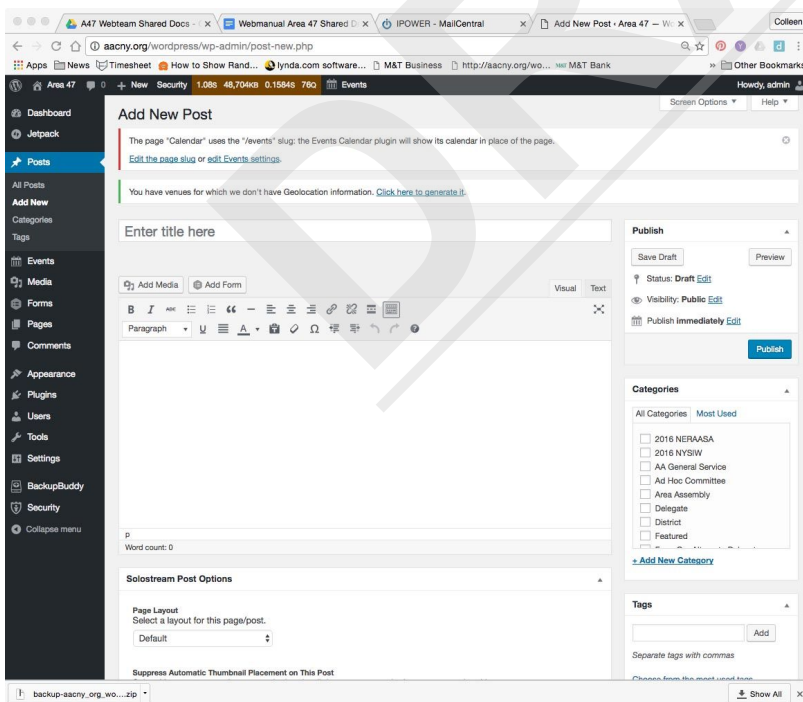 A47 Webteam Shared Docs -
Webmanual Area 47 Shared D
IPOWER - MailCentral
Add New Post ‹ Area 47 — Wo
Colleen
aacny.org/wordpress/wp-admin/post-new.php
Apps News Timesheet How to Show Rand... lynda.com software... M&T Business http://aacny.org/wo... M&T Bank » Other Bookmarks
Area 47 0 + New Security 1.08S 48,704KB 0.1584S 76Q Events Howdy, admin
Screen Options Help
Dashboard
Jetpack
Posts
All Posts
Add New
Categories
Tags
Events
Media
Forms
Pages
Comments
Appearance
Plugins
Users
Tools
Settings
BackupBuddy
Security
Collapse menu
Add New Post
The page "Calendar" uses the "/events" slug: the Events Calendar plugin will show its calendar in place of the page.
Edit the page slug or edit Events settings.
You have venues for which we don't have Geolocation information. Click here to generate it.
Enter title here
Add Media Add Form
Visual Text
B I ABC
Paragraph U A Ω
p
Word count: 0
Solostream Post Options
Page Layout
Select a layout for this page/post.
Default
Suppress Automatic Thumbnail Placement on This Post
Publish
Save Draft Preview
Status: Draft Edit
Visibility: Public Edit
Publish immediately Edit
Publish
Categories
All Categories Most Used
2016 NERAASA
2016 NYSIW
AA General Service
Ad Hoc Committee
Area Assembly
Delegate
District
Featured
+ Add New Category
Tags
Add
Separate tags with commas
Choose from the most used tags
backup-aacny_org_wo....zip
Show All